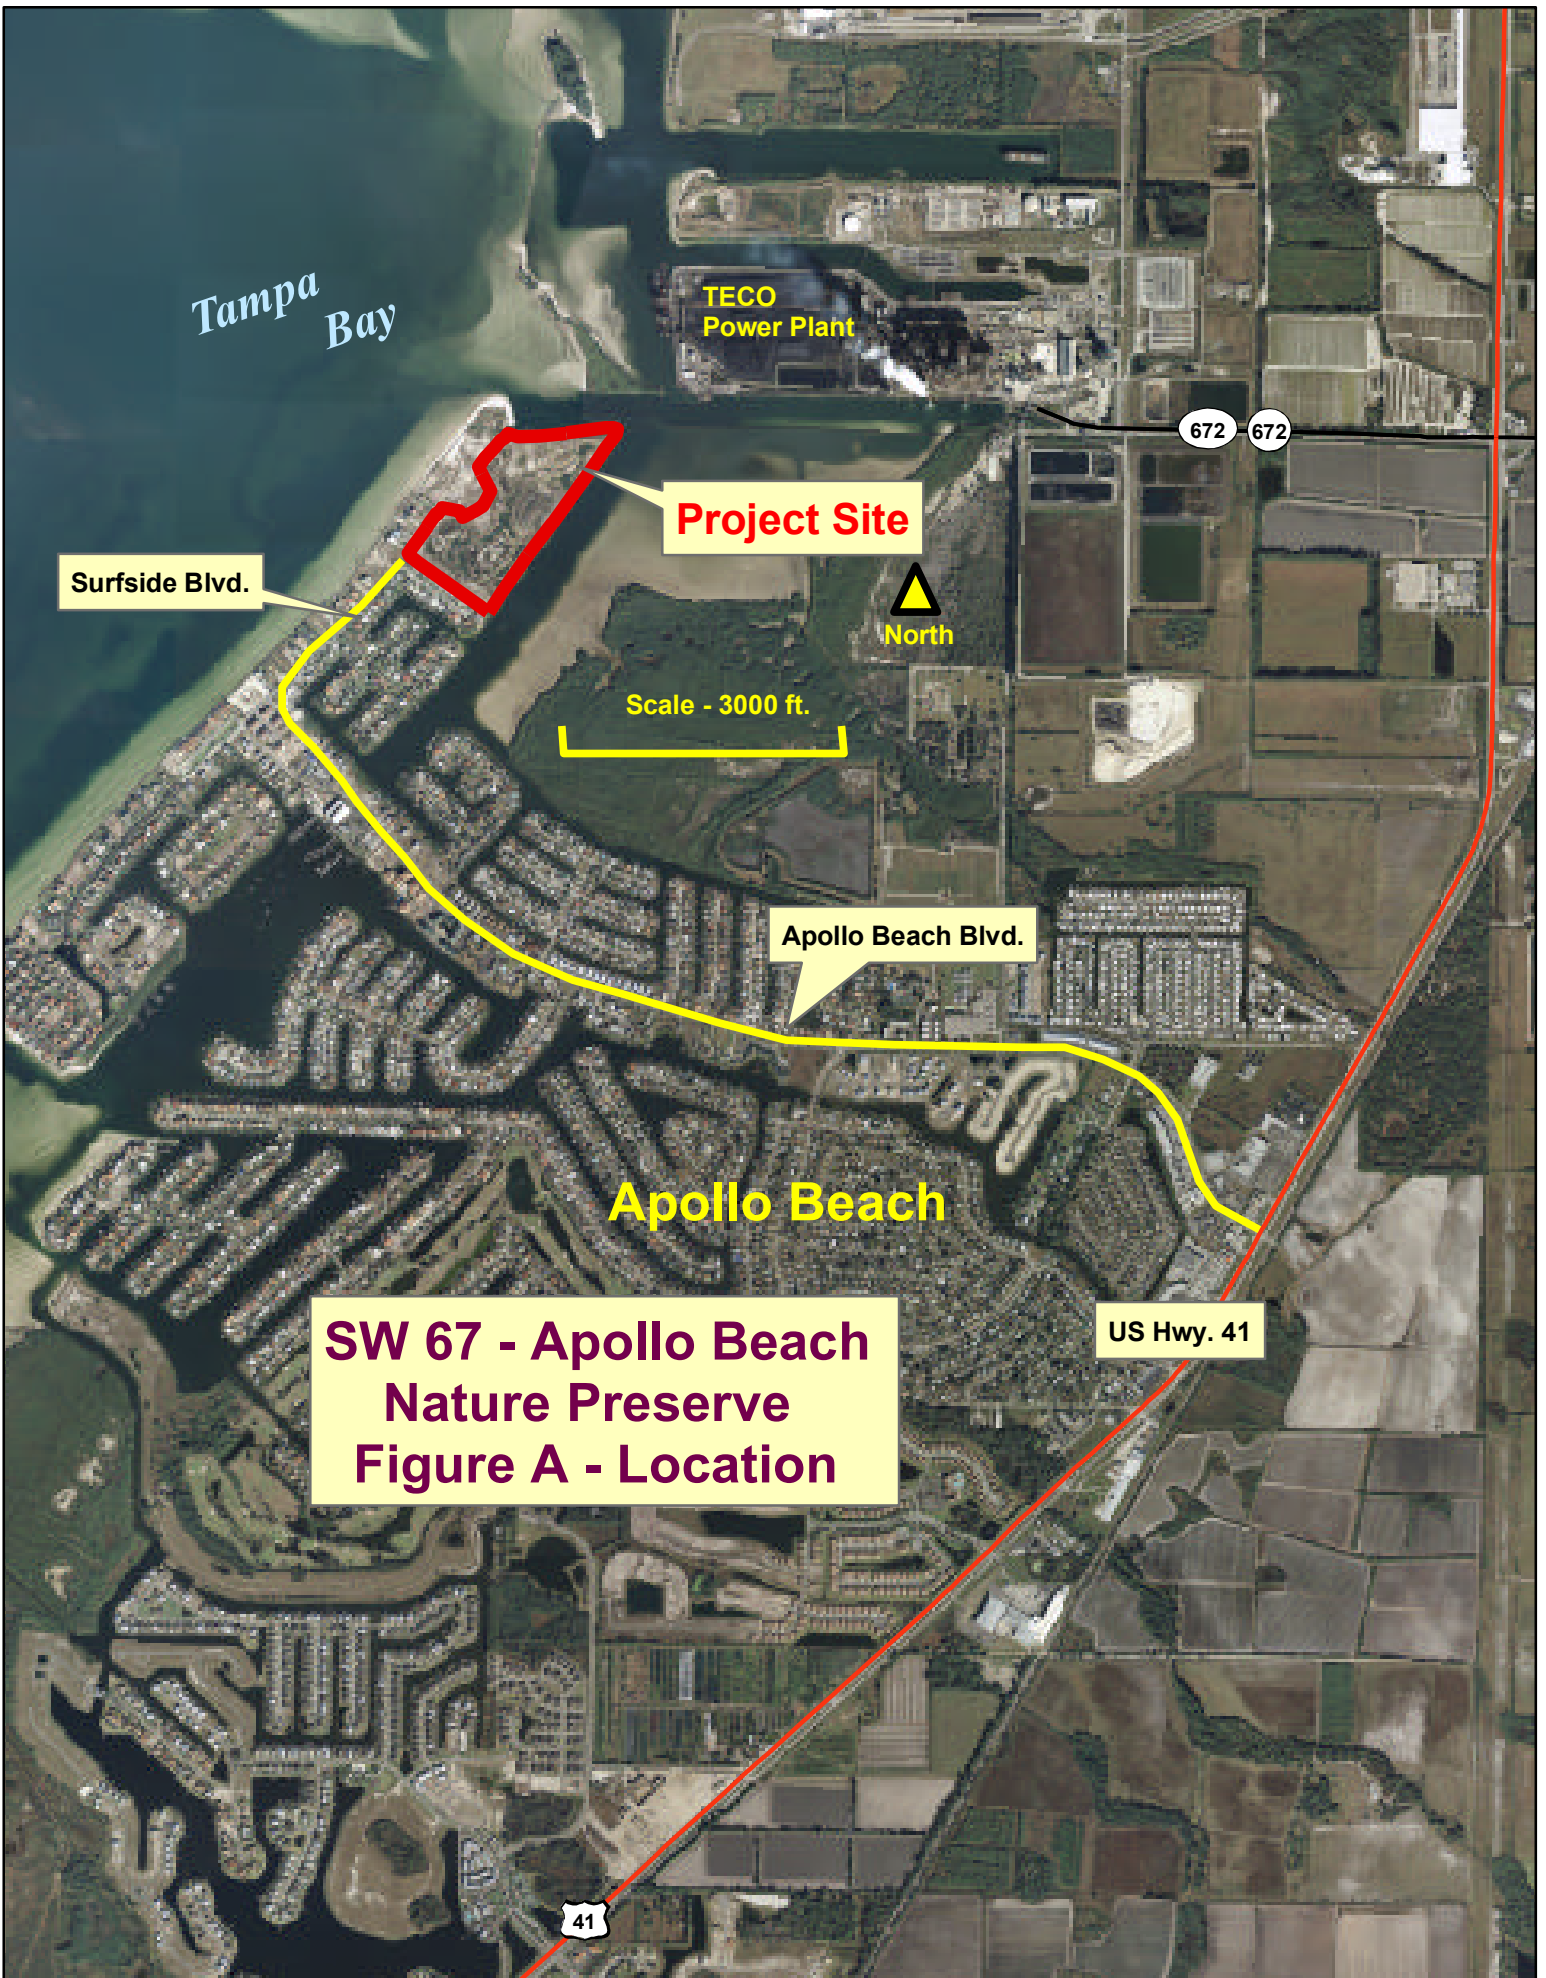 Tampa
Bay
TECO
Power Plant
672
672
Project Site
Surfside Blvd.
North
Scale - 3000 ft.
Apollo Beach Blvd.
Apollo Beach
SW 67 - Apollo Beach
Nature Preserve
Figure A - Location
US Hwy. 41
41